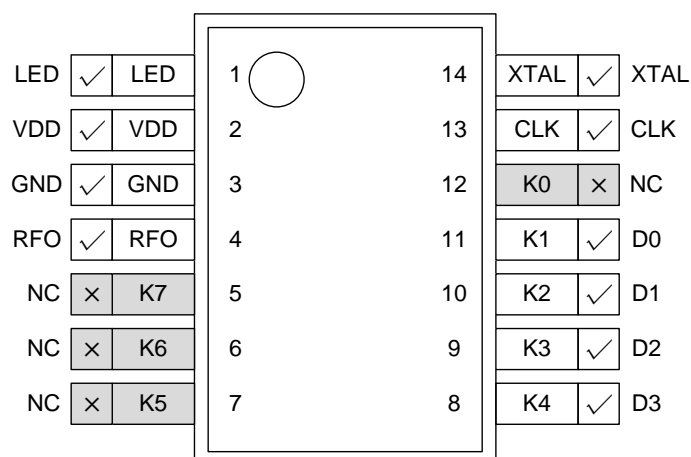 LED ✓ LED 1 14 XTAL ✓ XTAL
VDD ✓ VDD 2 13 CLK ✓ CLK
GND ✓ GND 3 12 K0 × NC
RFO ✓ RFO 4 11 K1 ✓ D0
NC × K7 5 10 K2 ✓ D1
NC × K6 6 9 K3 ✓ D2
NC × K5 7 8 K4 ✓ D3